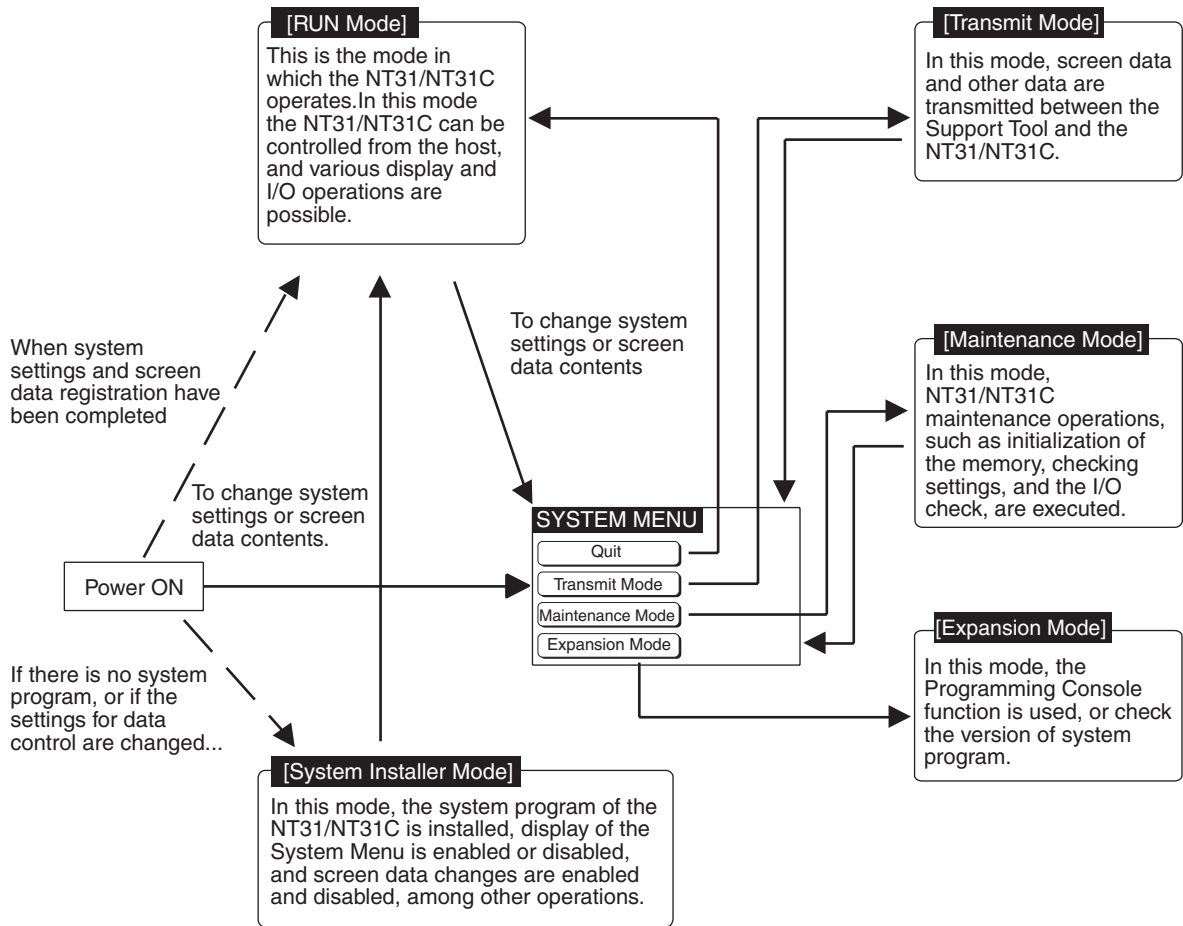 [RUN Mode]
This is the mode in
which the NT31/NT31C
operates.In this mode
the NT31/NT31C can be
controlled from the host,
and various display and
I/O operations are
possible.
[Transmit Mode]
In this mode, screen data
and other data are
transmitted between the
Support Tool and the
NT31/NT31C.
When system
settings and screen
data registration have
been completed
To change system
settings or screen
data contents
[Maintenance Mode]
In this mode,
NT31/NT31C
maintenance operations,
such as initialization of
the memory, checking
settings, and the I/O
check, are executed.
To change system
settings or screen
data contents.
Power ON
SYSTEM MENU
Quit
Transmit Mode
Maintenance Mode
Expansion Mode
[Expansion Mode]
In this mode, the
Programming Console
function is used, or check
the version of system
program.
If there is no system
program, or if the
settings for data
control are changed...
[System Installer Mode]
In this mode, the system program of the
NT31/NT31C is installed, display of the
System Menu is enabled or disabled,
and screen data changes are enabled
and disabled, among other operations.